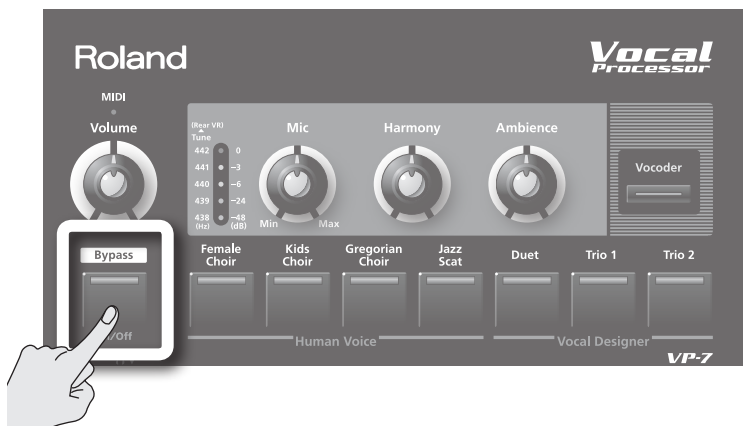 Roland
Vocal
Processor
MIDI
Volume
(Rear VR)
Tune
442 0
441 −3
440 −6
439 −24
438 −48
(Hz) (dB)
Mic
Min Max
Harmony
Ambience
Vocoder
Bypass
Female
Choir
Kids
Choir
Gregorian
Choir
Jazz
Scat
Duet
Trio 1
Trio 2
/Off
Human Voice
Vocal Designer
VP-7